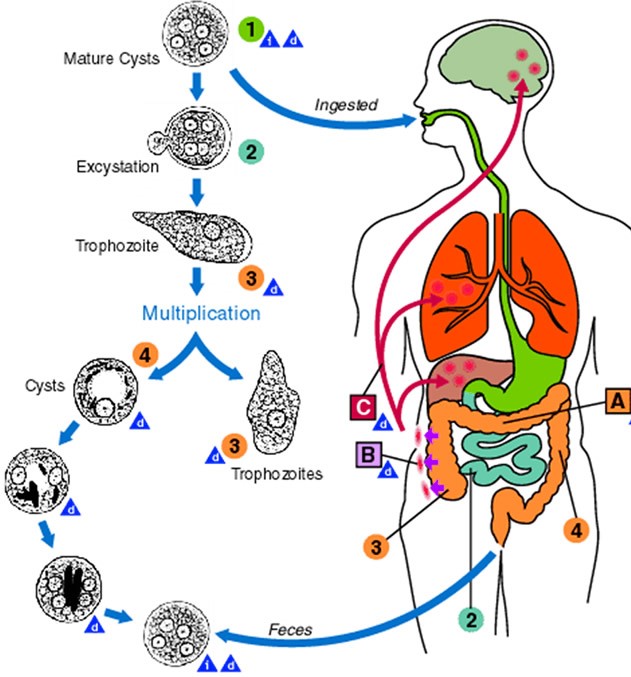 1
i d
Mature Cysts
Ingested
2
Excystation
Trophozoite
3
d
Multiplication
4
Cysts
d
3
d
Trophozoites
d
d
i d
Feces
C
d
B
d
A
3
4
2